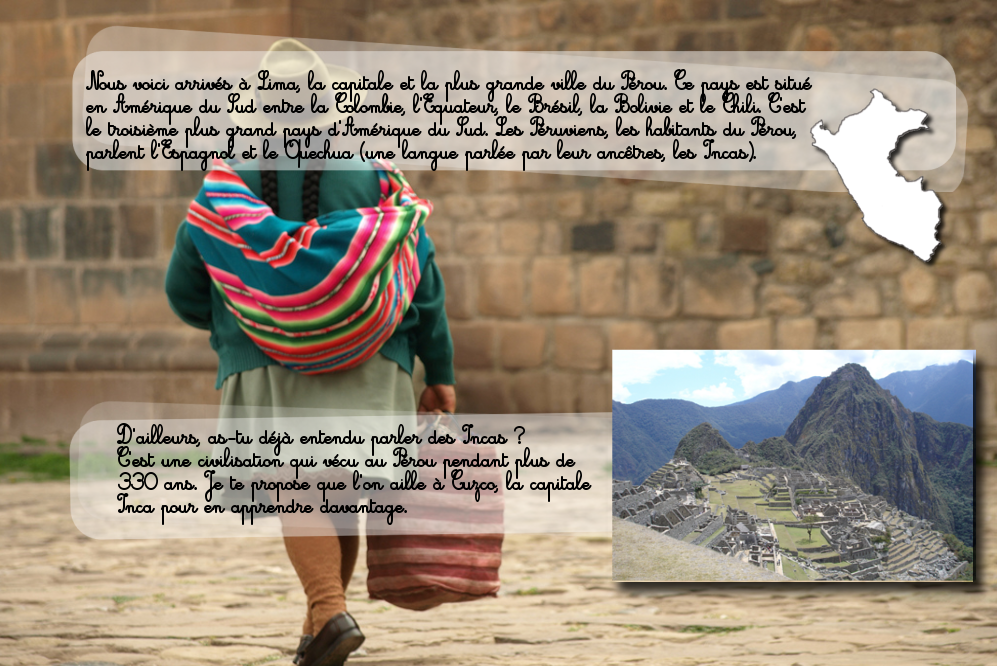 Nous voici arrivés à Lima, la capitale et la plus grande ville du Pérou. Ce pays est situé
en Amérique du Sud entre la Colombie, l'Equateur, le Brésil, la Bolivie et le Chili. C'est
le troisième plus grand pays d'Amérique du Sud. Les Péruviens, les habitants du Pérou,
parlent l'Espagnol et le Quechua (une langue parlée par leur ancêtres, les Incas).
D'ailleurs, as-tu déjà entendu parler des Incas ?
C'est une civilisation qui vécu au Pérou pendant plus de
330 ans. Je te propose que l'on aille à Cuzco, la capitale
Inca pour en apprendre davantage.